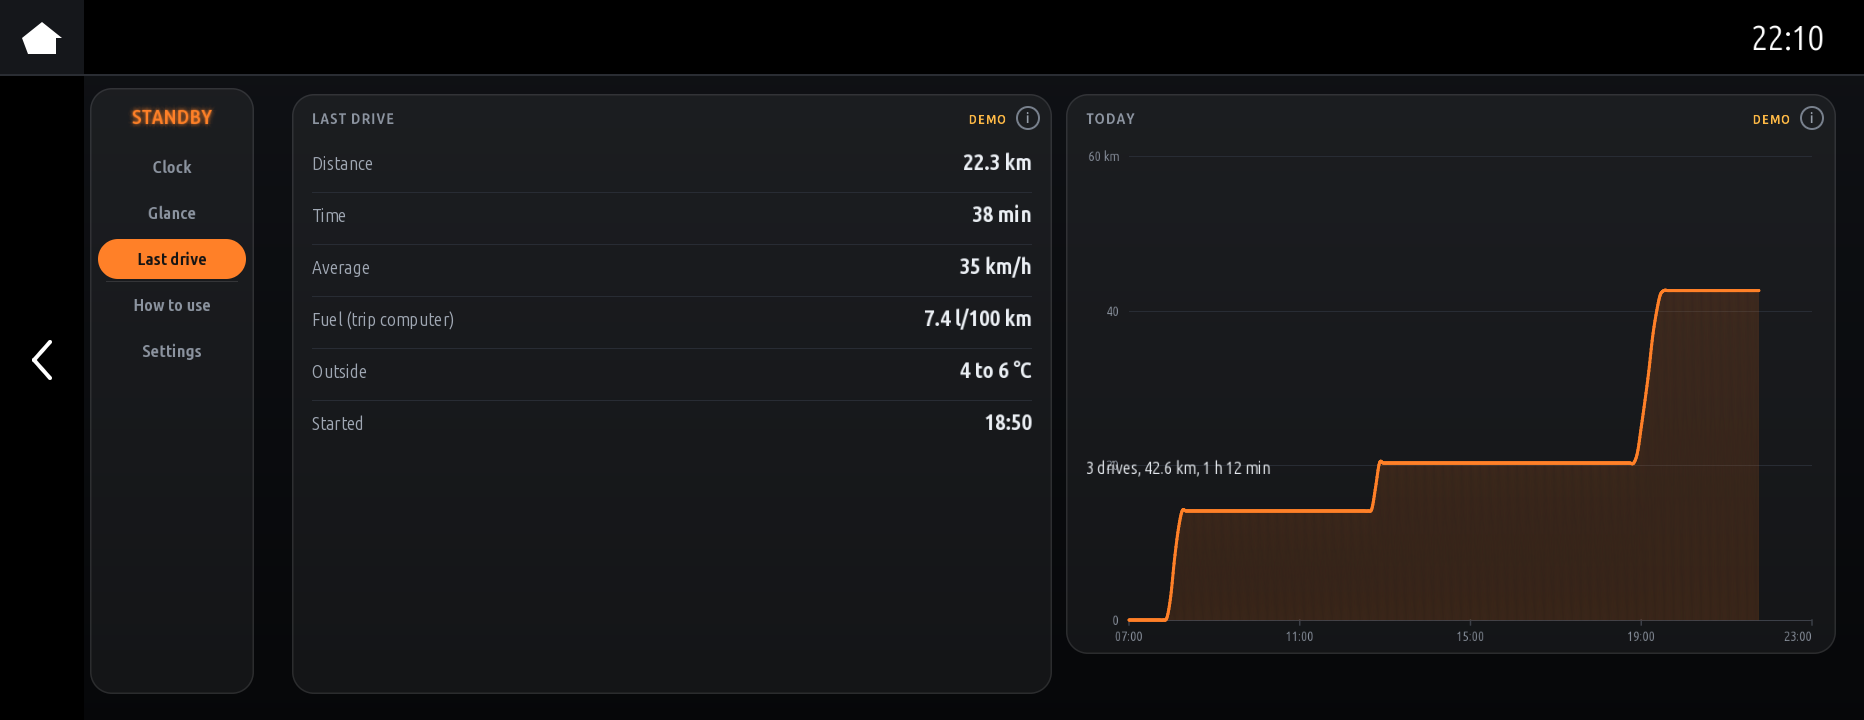 22:10
STANDBY
Clock
Glance
Last drive
How to use
Settings
LAST DRIVE
DEMO
i
Distance 22.3 km
Time 38 min
Average 35 km/h
Fuel (trip computer) 7.4 l/100 km
Outside 4 to 6 °C
Started 18:50
TODAY
DEMO
i
60 km
40
3 drives, 42.6 km, 1 h 12 min
0
07:00 11:00 15:00 19:00 23:00